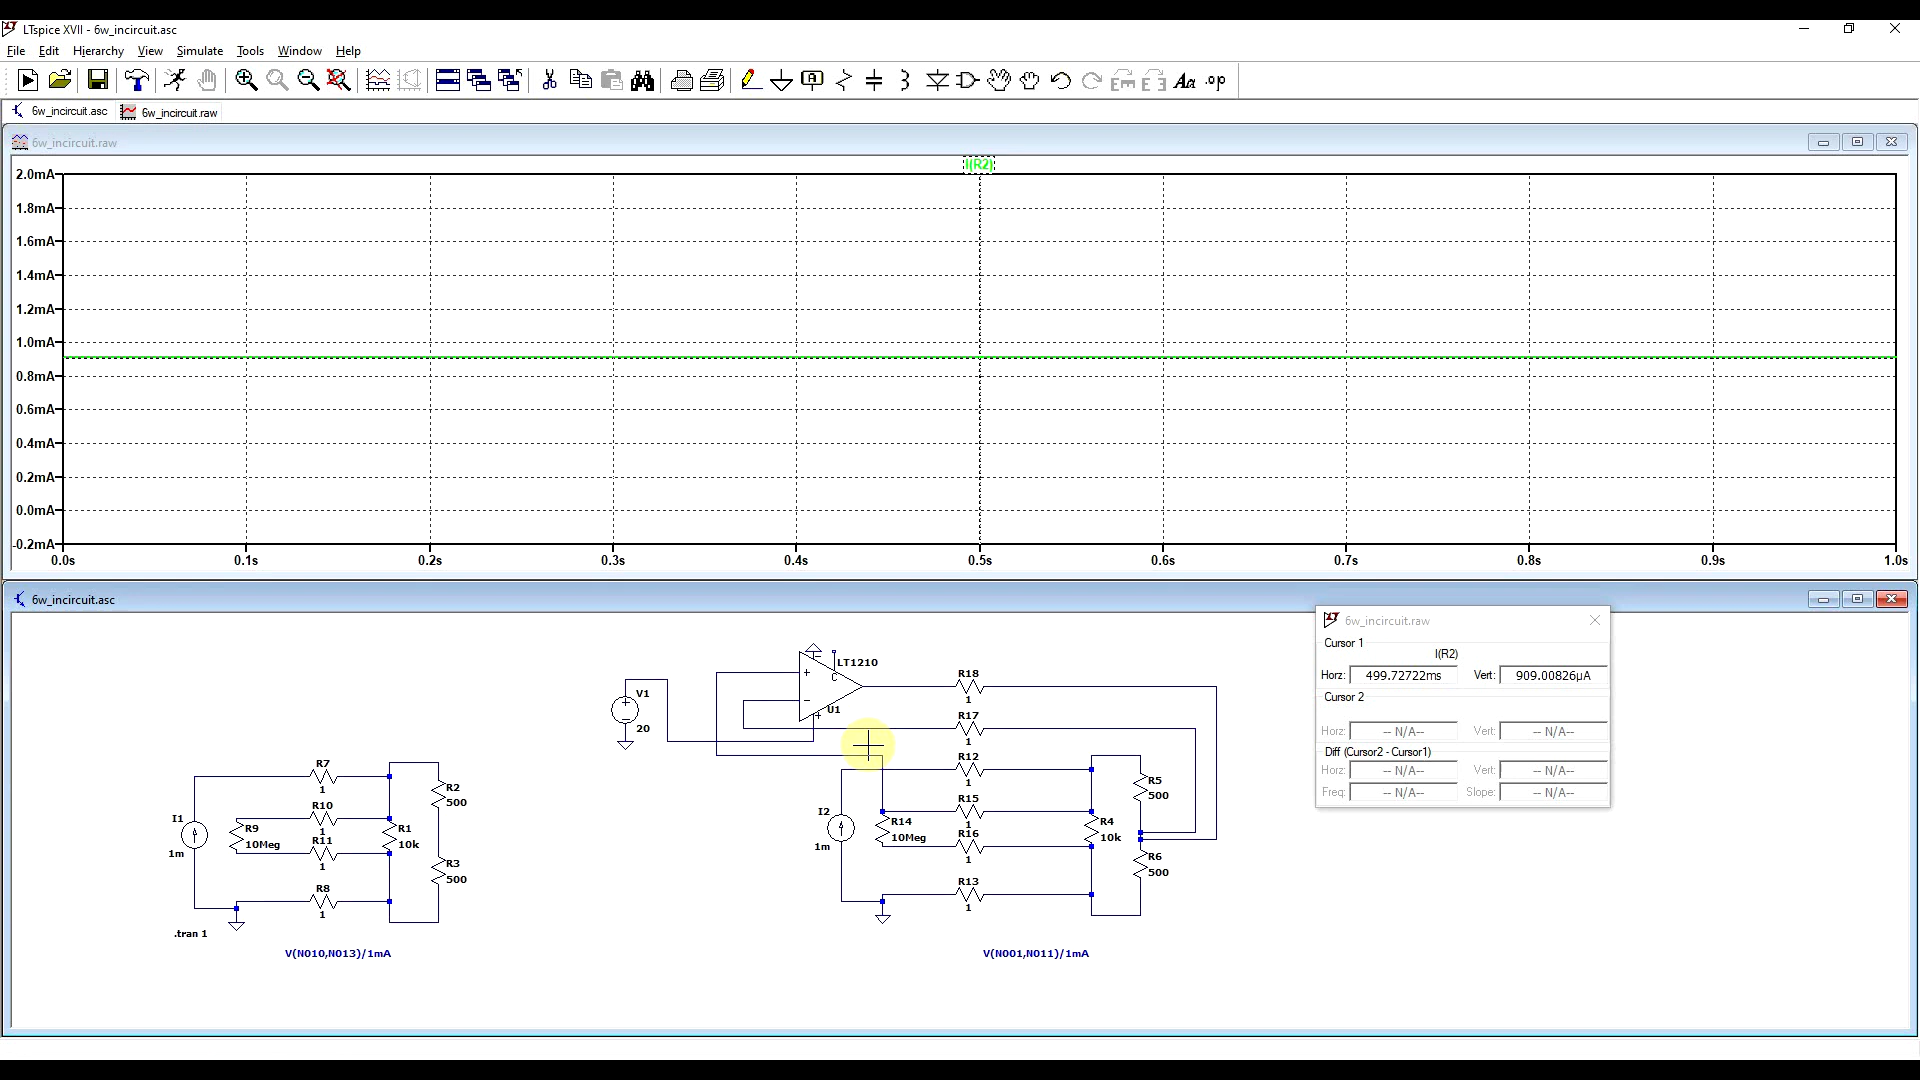 LTspice XVII - 6w_incircuit.asc
File Edit Hierarchy View Simulate Tools Window Help
A
Aa .op
6w_incircuit.asc 6w_incircuit.raw
6w_incircuit.raw
I(R2)
2.0mA
1.8mA
1.6mA
1.4mA
1.2mA
1.0mA
0.8mA
0.6mA
0.4mA
0.2mA
0.0mA
-0.2mA
0.0s 0.1s 0.2s 0.3s 0.4s 0.5s 0.6s 0.7s 0.8s 0.9s 1.0s
6w_incircuit.asc
I1
1m
R9
10Meg
R7
1
R10
1
R11
1
R8
1
R1
10k
R2
500
R3
500
.tran 1
V(N010,N013)/1mA
V1
20
LT1210
C
U1
R18
1
R17
1
R12
1
R15
1
R16
1
R13
1
I2
1m
R14
10Meg
R4
10k
R5
500
R6
500
V(N001,N011)/1mA
6w_incircuit.raw
Cursor 1
I(R2)
Horz: 499.72722ms Vert: 909.00826µA
Cursor 2
Horz: -- N/A-- Vert: -- N/A--
Diff (Cursor2 - Cursor1)
Horz: -- N/A-- Vert: -- N/A--
Freq: -- N/A-- Slope: -- N/A--